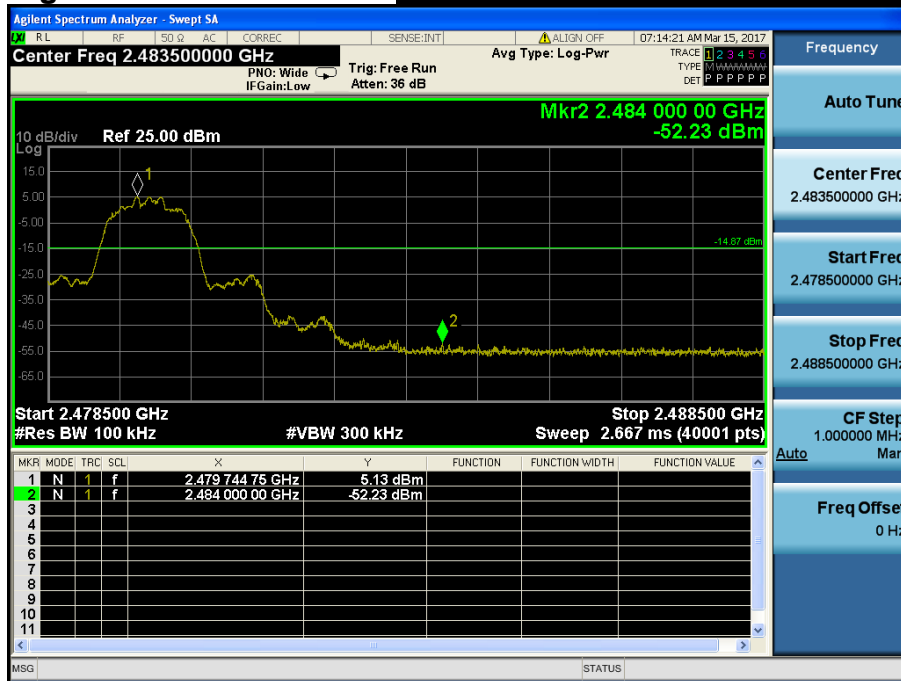 Agilent Spectrum Analyzer - Swept SA
LXI RL RF 50 Ω AC CORREC SENSE:INT ALIGN OFF 07:14:21 AM Mar 15, 2017
Center Freq 2.483500000 GHz Avg Type: Log-Pwr TRACE 1 2 3 4 5 6
PNO: Wide Trig: Free Run TYPE M W W W W W
IFGain:Low Atten: 36 dB DET P P P P P P
Mkr2 2.484 000 00 GHz
10 dB/div Ref 25.00 dBm -52.23 dBm
Log
15.0
1
5.00
-5.00
-15.0
-14.87 dBm
-25.0
-35.0
-45.0
2
-55.0
-65.0
Start 2.478500 GHz Stop 2.488500 GHz
#Res BW 100 kHz #VBW 300 kHz Sweep 2.667 ms (40001 pts)
MKR MODE TRC SCL X Y FUNCTION FUNCTION WIDTH FUNCTION VALUE
1 N 1 f 2.479 744 75 GHz 5.13 dBm
2 N 1 f 2.484 000 00 GHz -52.23 dBm
3
4
5
6
7
8
9
10
11
MSG STATUS
Frequency
Auto Tune
Center Freq
2.483500000 GHz
Start Freq
2.478500000 GHz
Stop Freq
2.488500000 GHz
CF Step
1.000000 MHz
Auto Man
Freq Offset
0 Hz